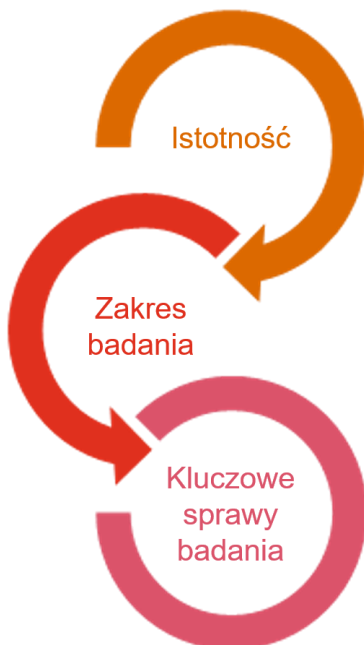 Istotność
Zakres
badania
Kluczowe
sprawy
badania